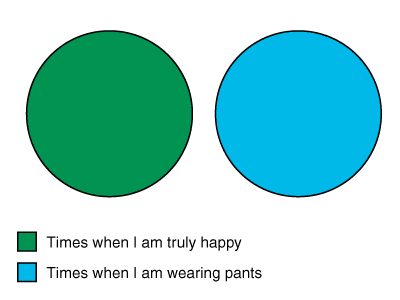 Times when I am truly happy
Times when I am wearing pants